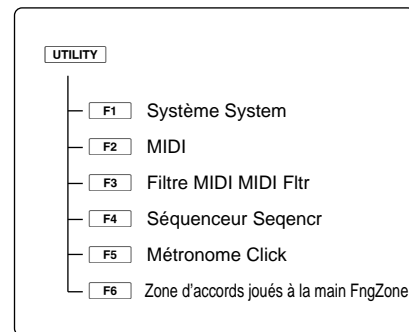 UTILITY
F1 Système System
F2 MIDI
F3 Filtre MIDI MIDI Fltr
F4 Séquenceur Seqencr
F5 Métronome Click
F6 Zone d'accords joués à la main FngZone